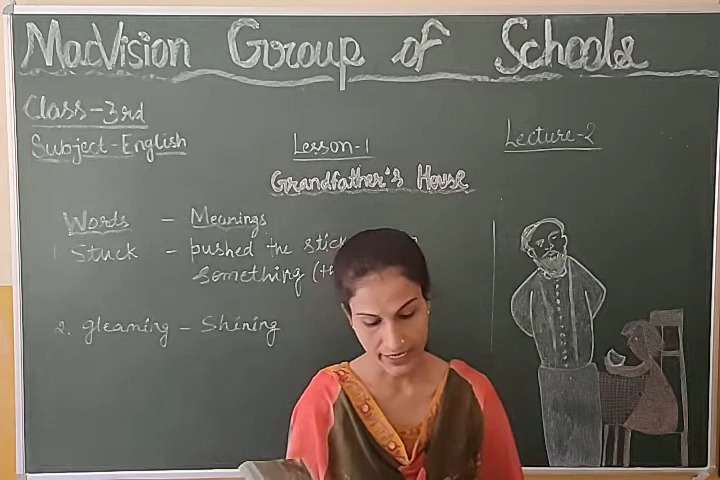 MacVision Group of Schools
Class-3rd
Subject-English
Lesson-1
Lecture-2
Grandfather's House
Words - Meanings
1. Stuck - pushed the stick
something
2. gleaming - Shining